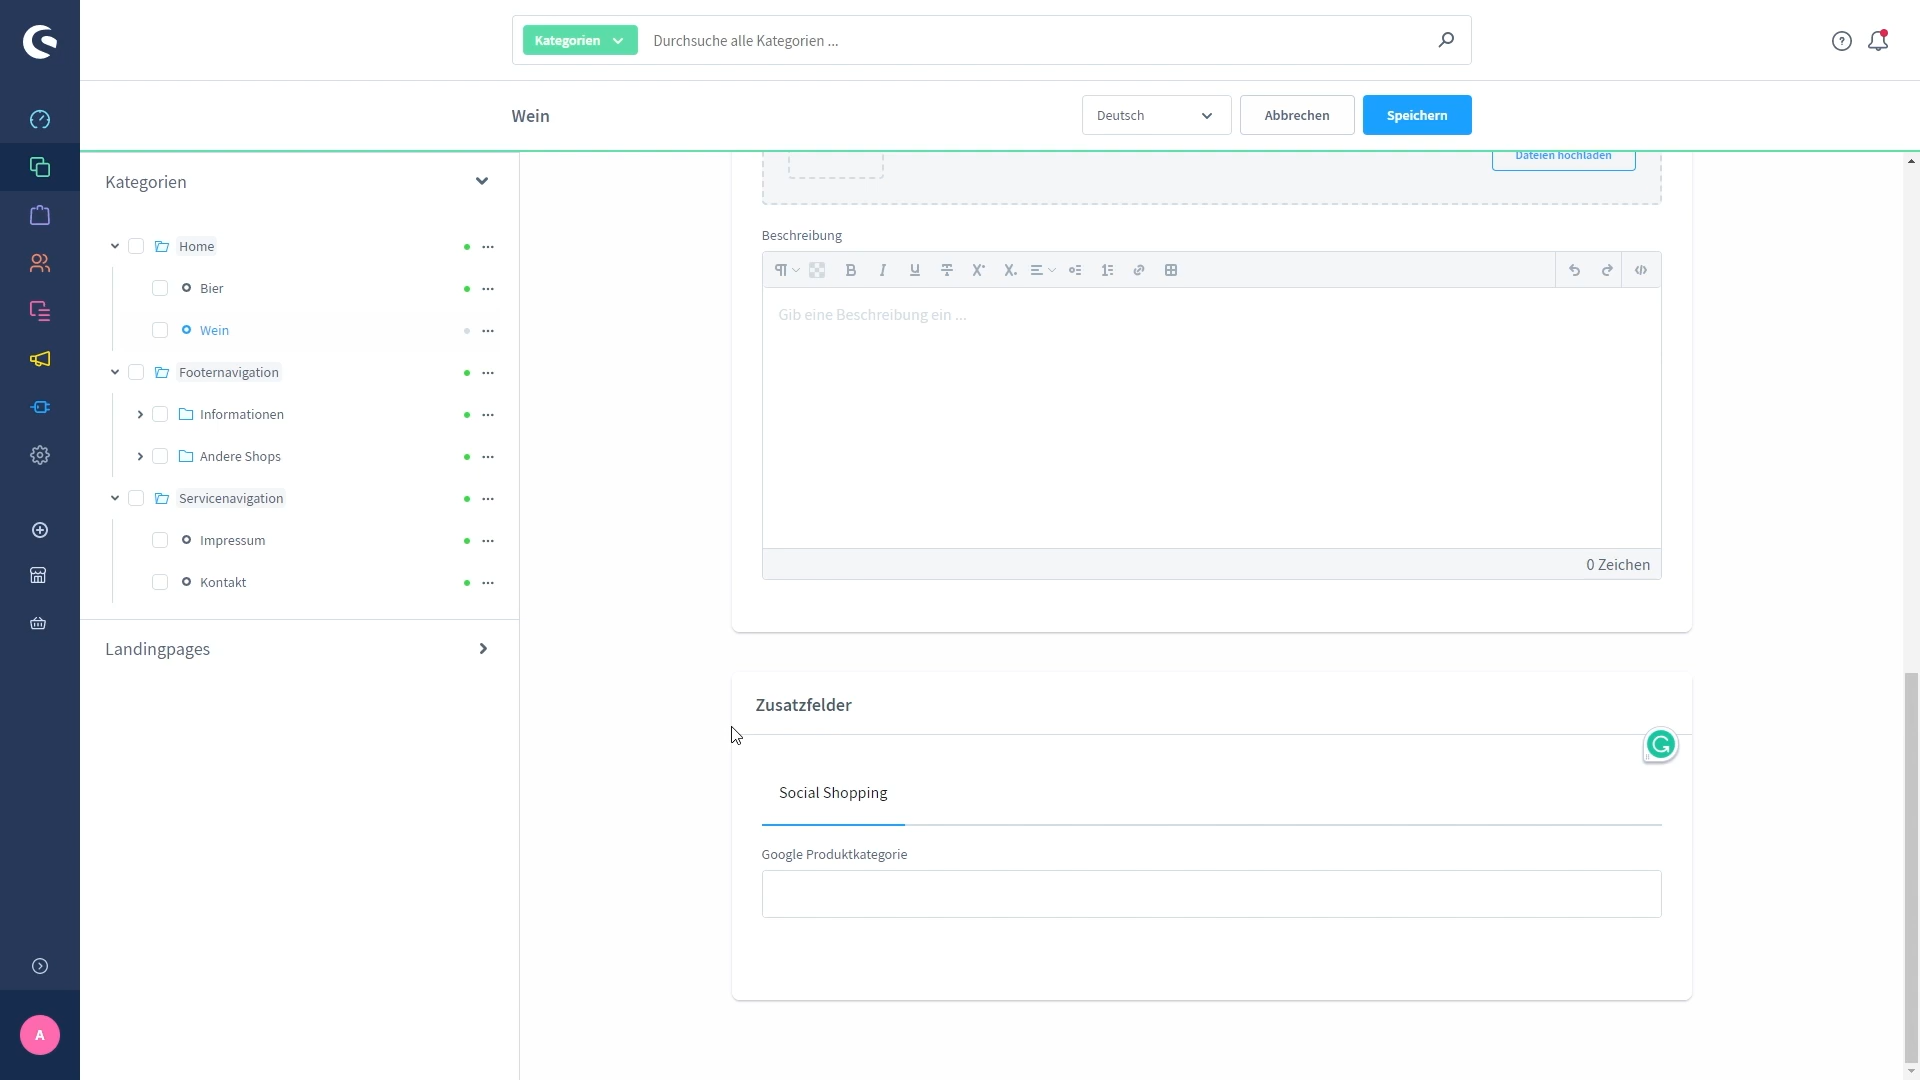 Kategorien
Durchsuche alle Kategorien ...
Wein
Deutsch
Abbrechen
Speichern
Kategorien
Home
Bier
Wein
Footernavigation
Informationen
Andere Shops
Servicenavigation
Impressum
Kontakt
Landingpages
Dateien hochladen
Beschreibung
Gib eine Beschreibung ein ...
0 Zeichen
Zusatzfelder
Social Shopping
Google Produktkategorie
A